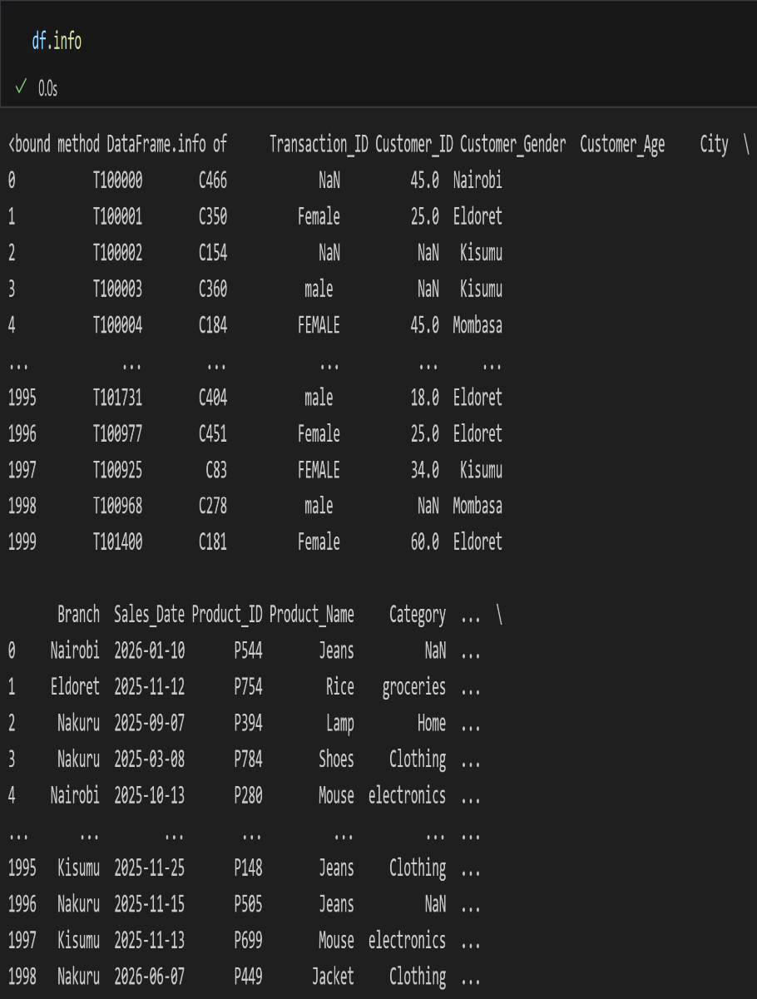 df.info
✓ 0.0s
<bound method DataFrame.info of      Transaction_ID Customer_ID Customer_Gender  Customer_Age     City  \
0           T100000        C466             NaN          45.0  Nairobi
1           T100001        C350          Female          25.0  Eldoret
2           T100002        C154             NaN           NaN   Kisumu
3           T100003        C360           male            NaN   Kisumu
4           T100004        C184          FEMALE          45.0  Mombasa
...             ...         ...             ...           ...      ...
1995        T101731        C404           male           18.0  Eldoret
1996        T100977        C451          Female          25.0  Eldoret
1997        T100925         C83          FEMALE          34.0   Kisumu
1998        T100968        C278           male            NaN  Mombasa
1999        T101400        C181          Female          60.0  Eldoret
       Branch  Sales_Date Product_ID Product_Name     Category  ...  \
0     Nairobi  2026-01-10       P544        Jeans          NaN  ...
1     Eldoret  2025-11-12       P754         Rice    groceries  ...
2      Nakuru  2025-09-07       P394         Lamp         Home  ...
3      Nakuru  2025-03-08       P784        Shoes     Clothing  ...
4     Nairobi  2025-10-13       P280        Mouse  electronics  ...
...       ...         ...        ...          ...          ...  ...
1995   Kisumu  2025-11-25       P148        Jeans     Clothing  ...
1996   Nakuru  2025-11-15       P505        Jeans          NaN  ...
1997   Kisumu  2025-11-13       P699        Mouse  electronics  ...
1998   Nakuru  2026-06-07       P449       Jacket     Clothing  ...